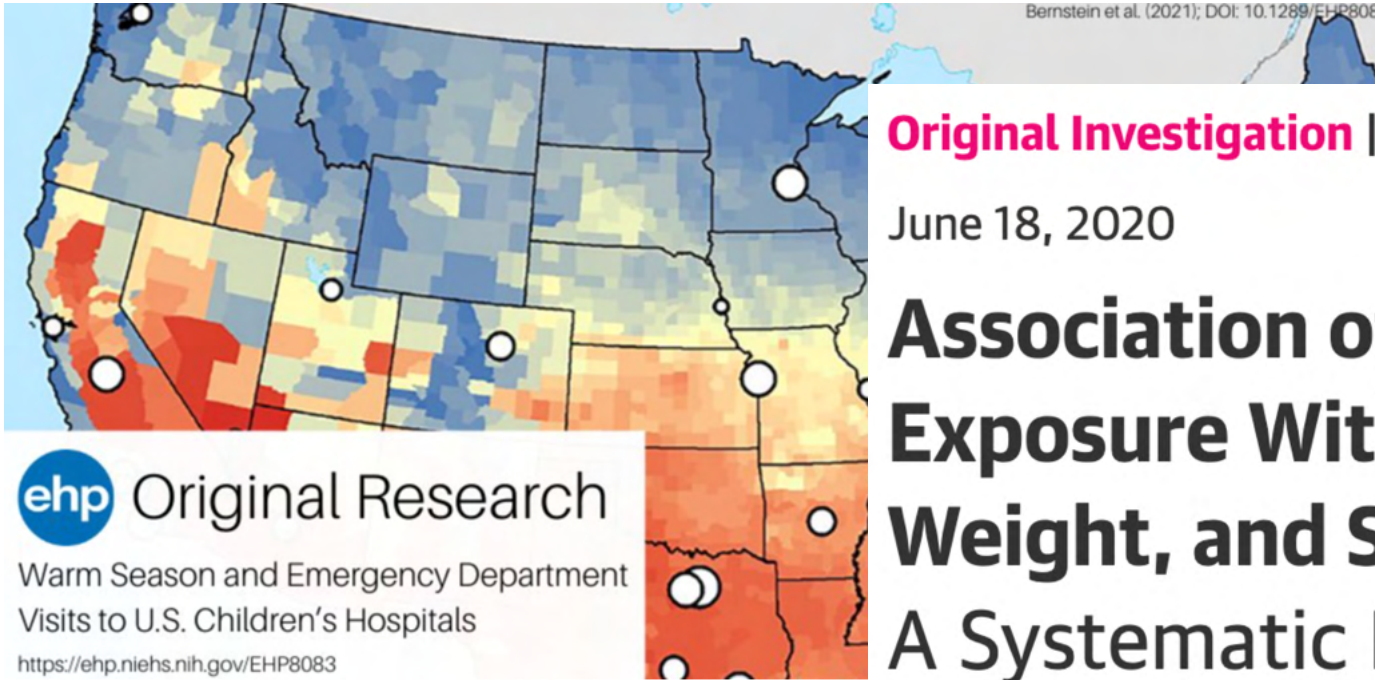 Bernstein et al. (2021); DOI: 10.1289/EHP808
Original Investigation |
June 18, 2020
Association o
Exposure Wit
Weight, and S
A Systematic
ehp Original Research
Warm Season and Emergency Department
Visits to U.S. Children's Hospitals
https://ehp.niehs.nih.gov/EHP8083